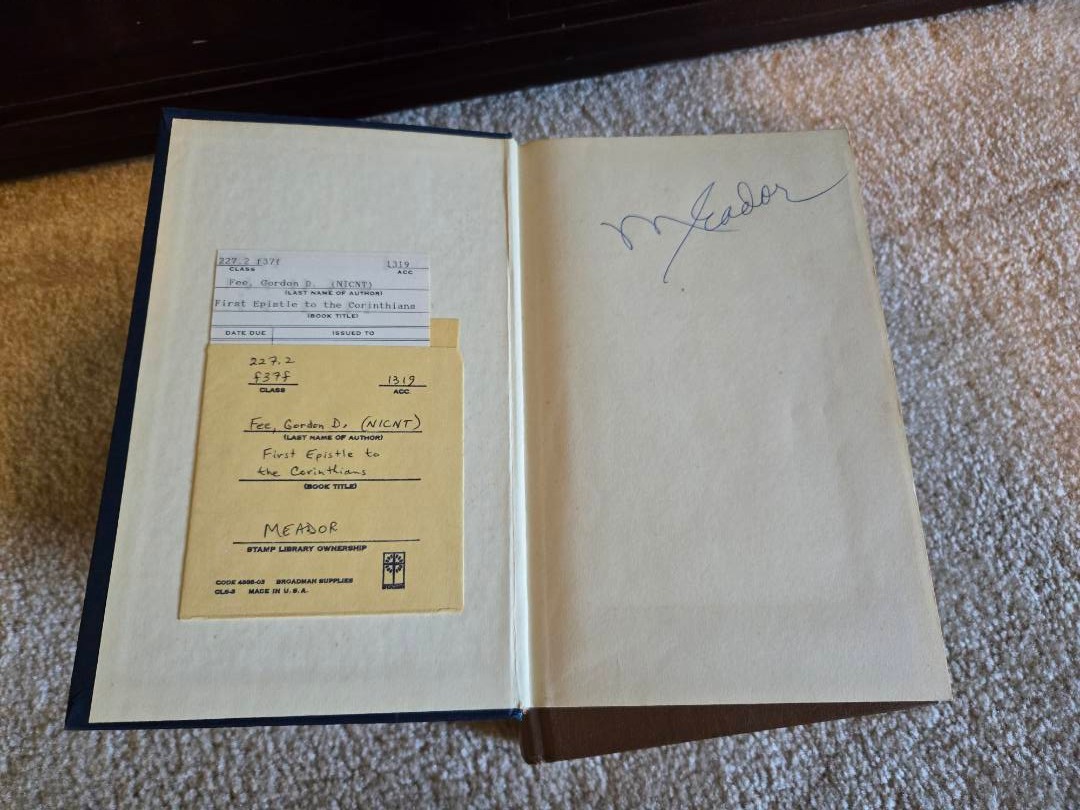 227.2 f37f 1319
CLASS ACC
Fee, Gordon D. (NICNT)
(LAST NAME OF AUTHOR)
First Epistle to the Corinthians
(BOOK TITLE)
DATE DUE ISSUED TO
227.2
f37f 1319
CLASS ACC.
Fee, Gordon D. (NICNT)
(LAST NAME OF AUTHOR)
First Epistle to
the Corinthians
(BOOK TITLE)
MEADOR
STAMP LIBRARY OWNERSHIP
CODE 4386-03 BROADMAN SUPPLIES
CLS-3 MADE IN U.S.A.
Meador